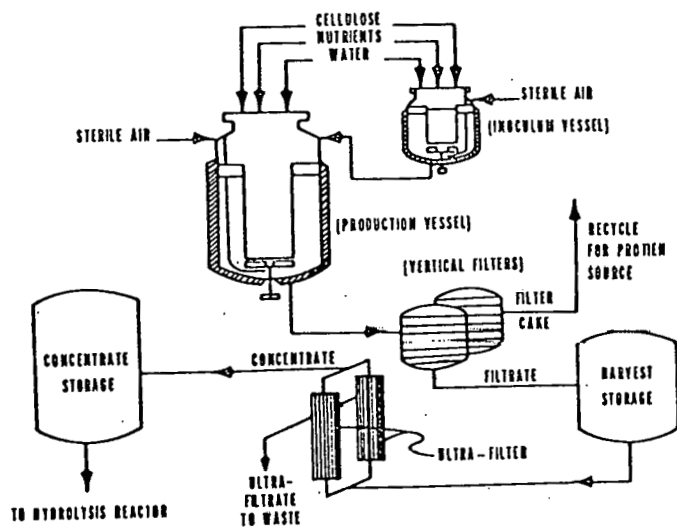 CELLULOSE
NUTRIENTS
WATER
STERILE AIR
(INOCULUM VESSEL)
STERILE AIR
(PRODUCTION VESSEL)
RECYCLE
FOR PROTIEN
SOURCE
(VERTICAL FILTERS)
FILTER
CAKE
CONCENTRATE
STORAGE
CONCENTRATE
FILTRATE
HARVEST
STORAGE
ULTRA-FILTER
ULTRA-
FILTRATE
TO WASTE
TO HYDROLYSIS REACTOR